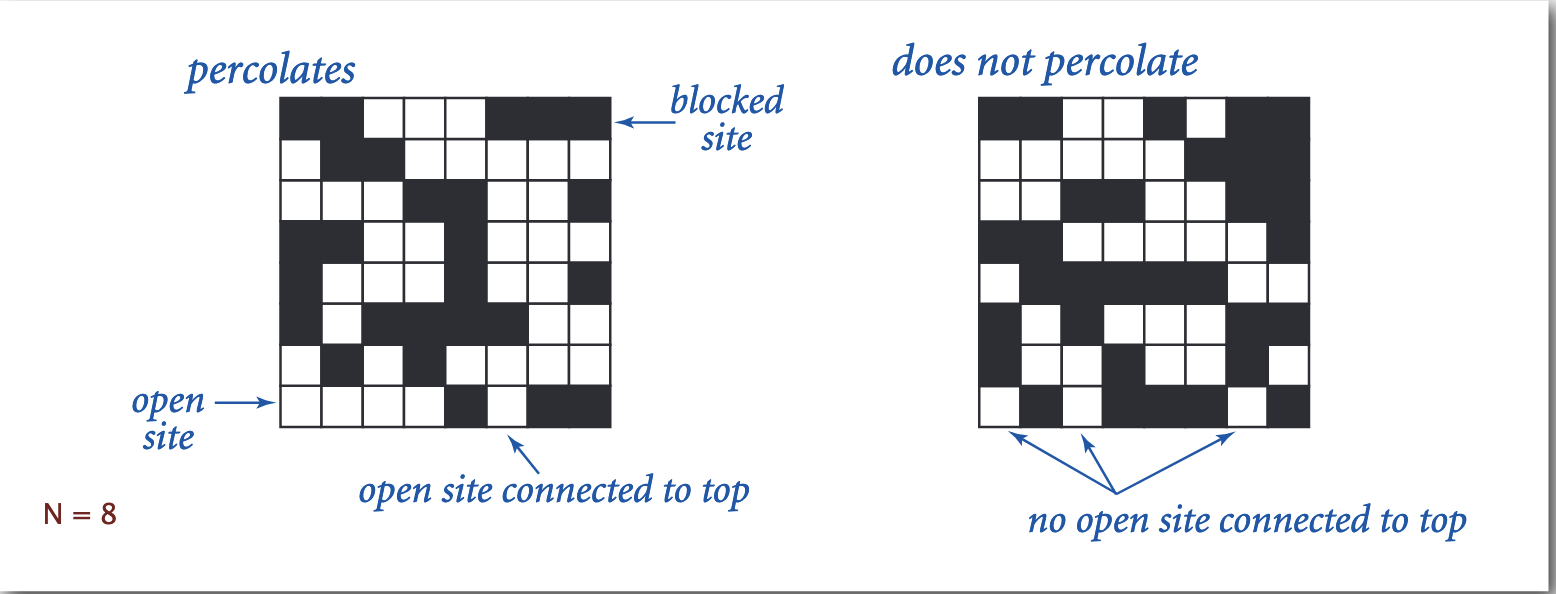 percolates
does not percolate
blocked
site
open
site
open site connected to top
N = 8
no open site connected to top